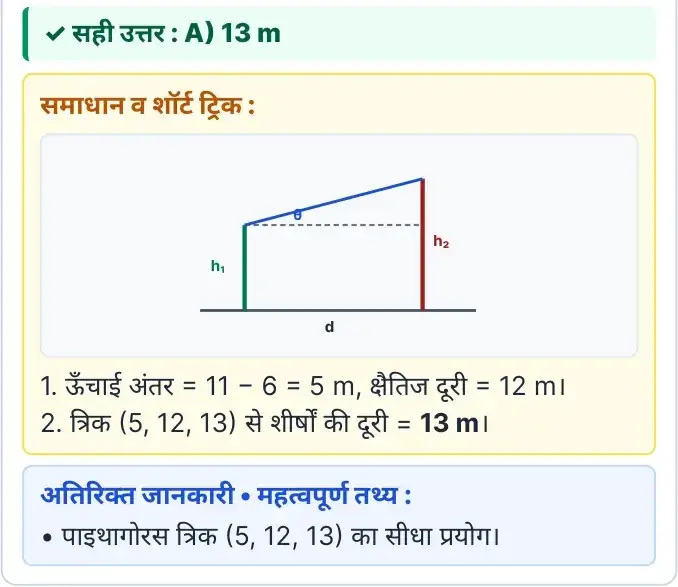 ✓ सही उत्तर : A) 13 m
समाधान व शॉर्ट ट्रिक :
θ
h₂
h₁
d
1. ऊँचाई अंतर = 11 − 6 = 5 m, क्षैतिज दूरी = 12 m।
2. त्रिक (5, 12, 13) से शीर्षों की दूरी = 13 m।
अतिरिक्त जानकारी • महत्वपूर्ण तथ्य :
• पाइथागोरस त्रिक (5, 12, 13) का सीधा प्रयोग।